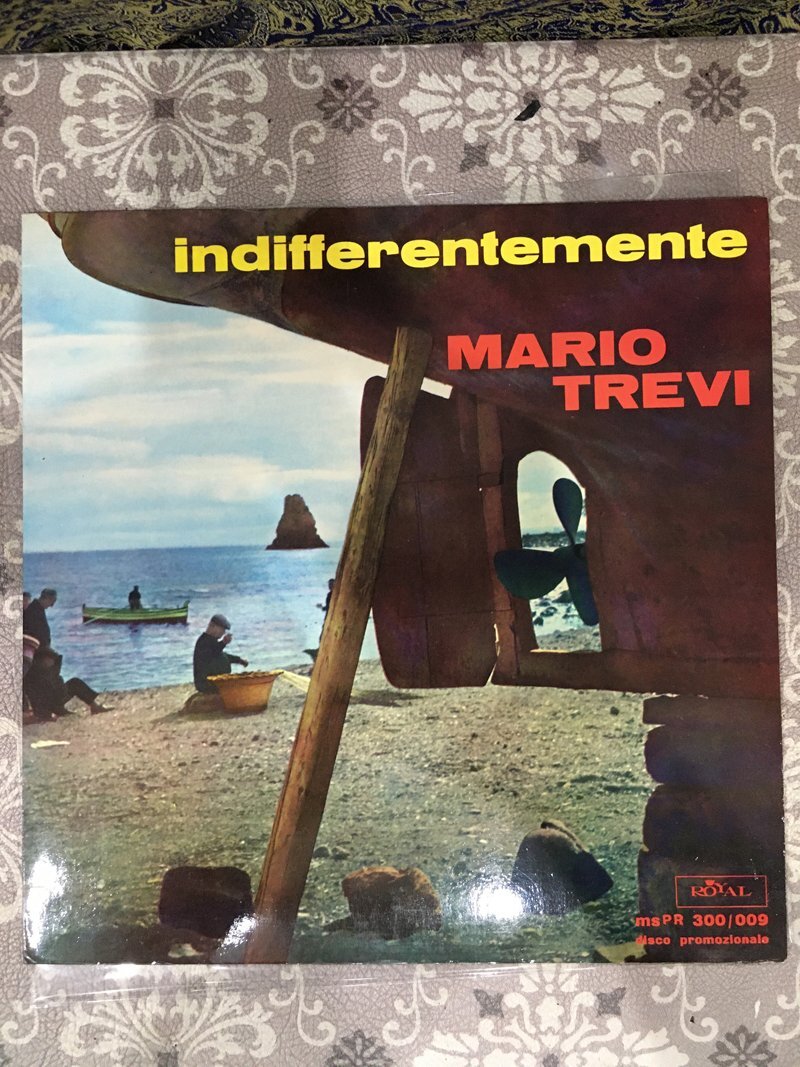 indifferentemente
MARIO
TREVI
ROYAL
msPR 300/009
disco promozionale